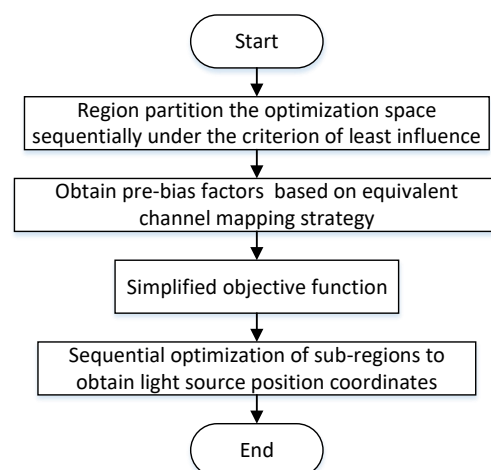 Start
Region partition the optimization space
sequentially under the criterion of least influence
Obtain pre-bias factors based on equivalent
channel mapping strategy
Simplified objective function
Sequential optimization of sub-regions to
obtain light source position coordinates
End